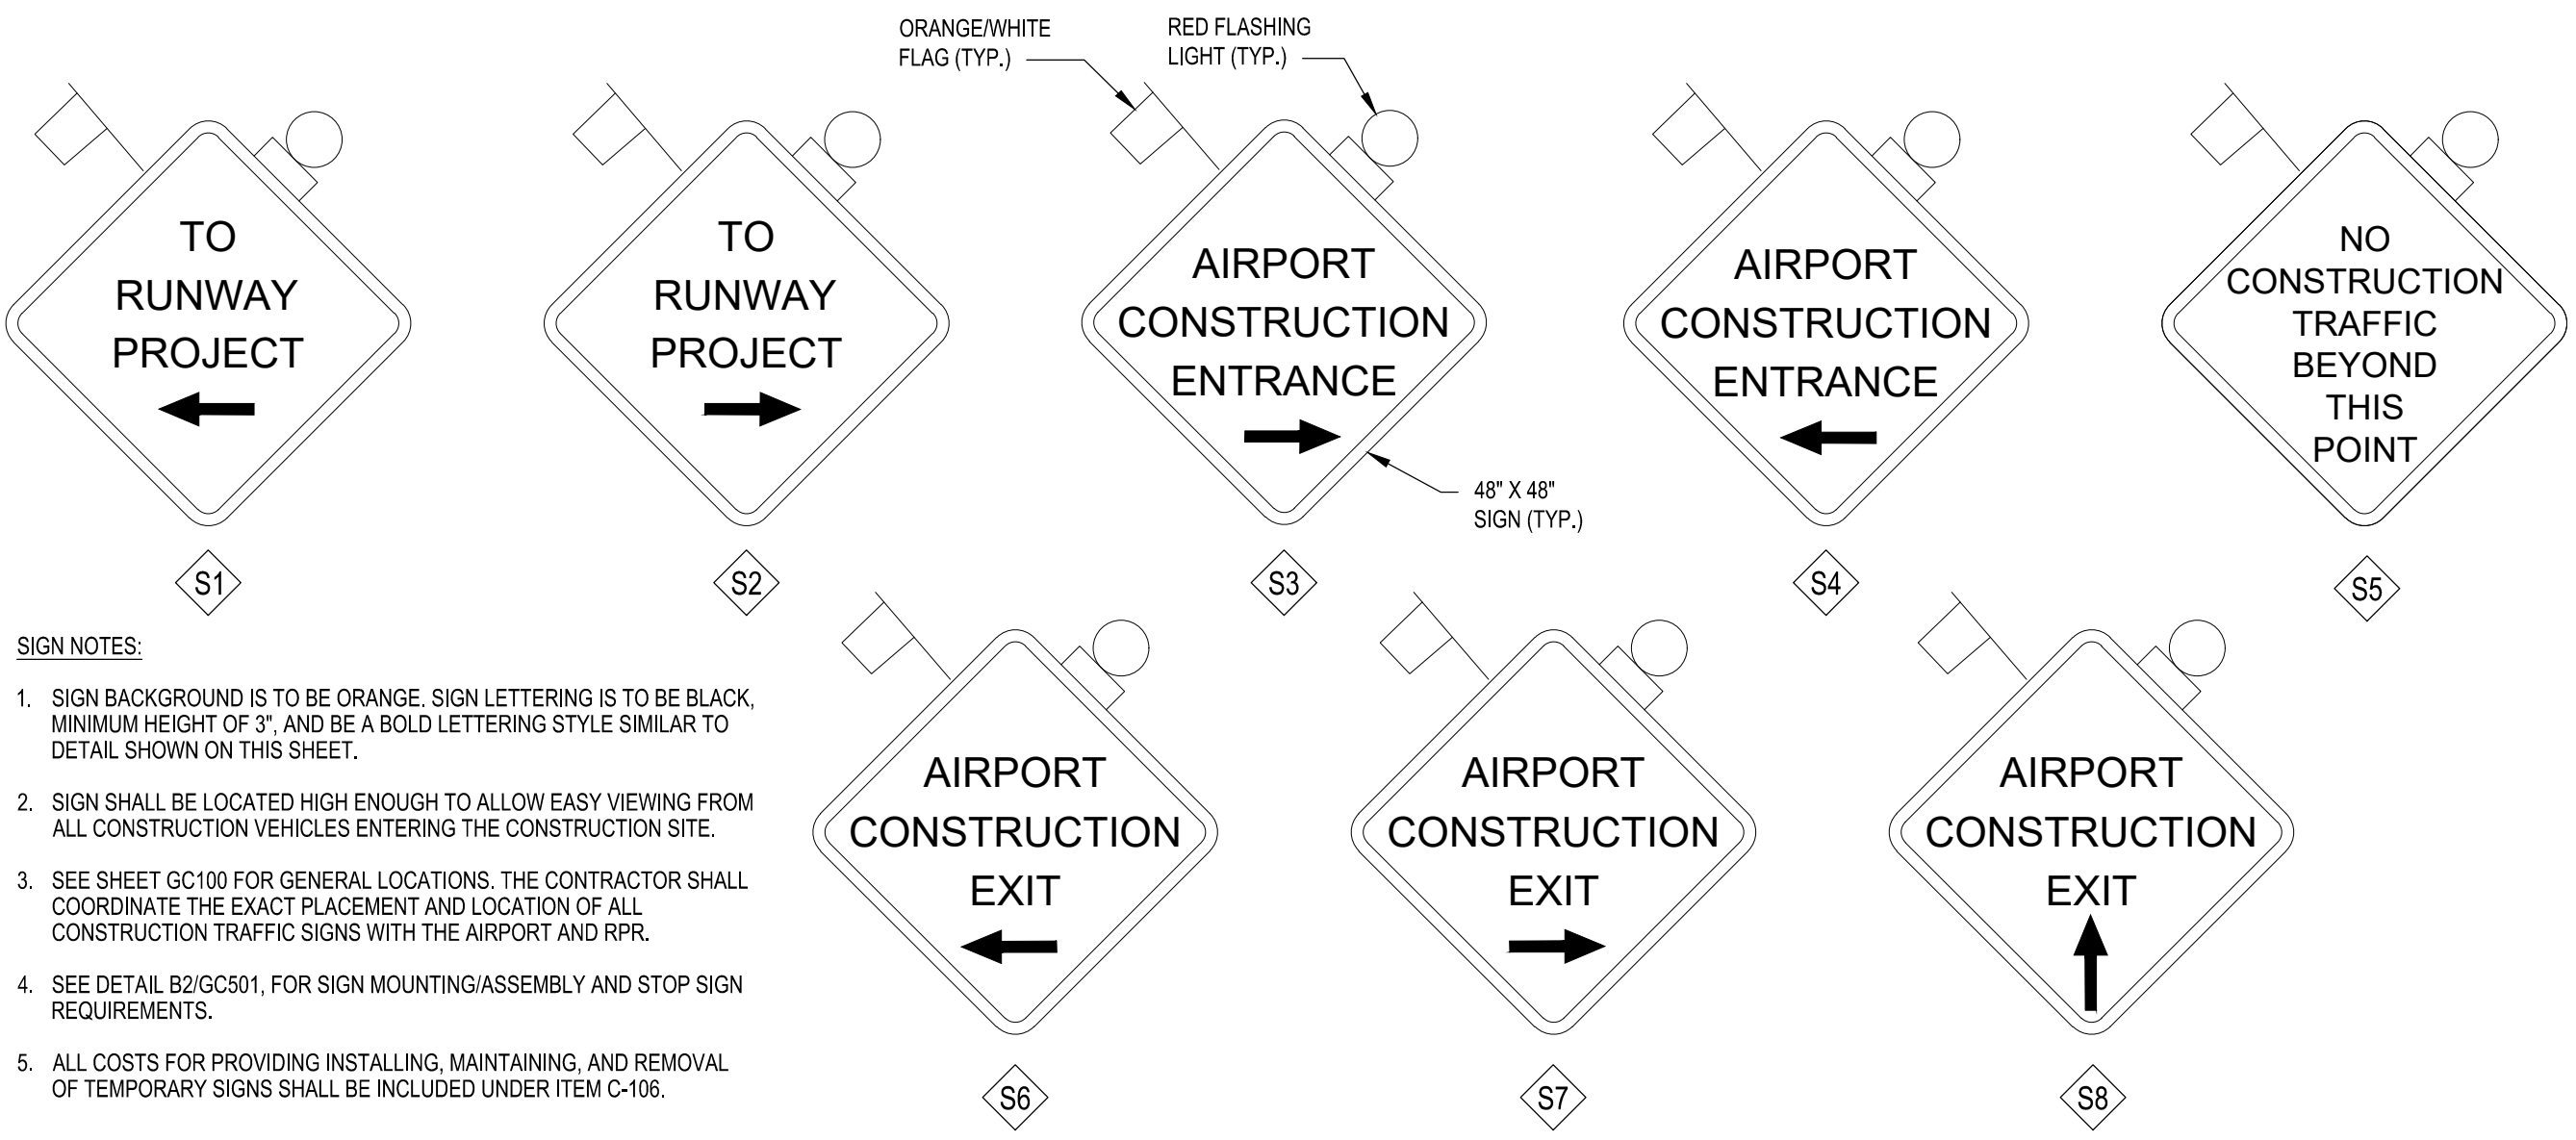 ORANGE/WHITE
FLAG (TYP.)
RED FLASHING
LIGHT (TYP.)
TO
RUNWAY
PROJECT
S1
TO
RUNWAY
PROJECT
S2
AIRPORT
CONSTRUCTION
ENTRANCE
48" X 48"
SIGN (TYP.)
S3
AIRPORT
CONSTRUCTION
ENTRANCE
S4
NO
CONSTRUCTION
TRAFFIC
BEYOND
THIS
POINT
S5
SIGN NOTES:
1. SIGN BACKGROUND IS TO BE ORANGE. SIGN LETTERING IS TO BE BLACK,
MINIMUM HEIGHT OF 3", AND BE A BOLD LETTERING STYLE SIMILAR TO
DETAIL SHOWN ON THIS SHEET.
2. SIGN SHALL BE LOCATED HIGH ENOUGH TO ALLOW EASY VIEWING FROM
ALL CONSTRUCTION VEHICLES ENTERING THE CONSTRUCTION SITE.
3. SEE SHEET GC100 FOR GENERAL LOCATIONS. THE CONTRACTOR SHALL
COORDINATE THE EXACT PLACEMENT AND LOCATION OF ALL
CONSTRUCTION TRAFFIC SIGNS WITH THE AIRPORT AND RPR.
4. SEE DETAIL B2/GC501, FOR SIGN MOUNTING/ASSEMBLY AND STOP SIGN
REQUIREMENTS.
5. ALL COSTS FOR PROVIDING INSTALLING, MAINTAINING, AND REMOVAL
OF TEMPORARY SIGNS SHALL BE INCLUDED UNDER ITEM C-106.
AIRPORT
CONSTRUCTION
EXIT
S6
AIRPORT
CONSTRUCTION
EXIT
S7
AIRPORT
CONSTRUCTION
EXIT
S8